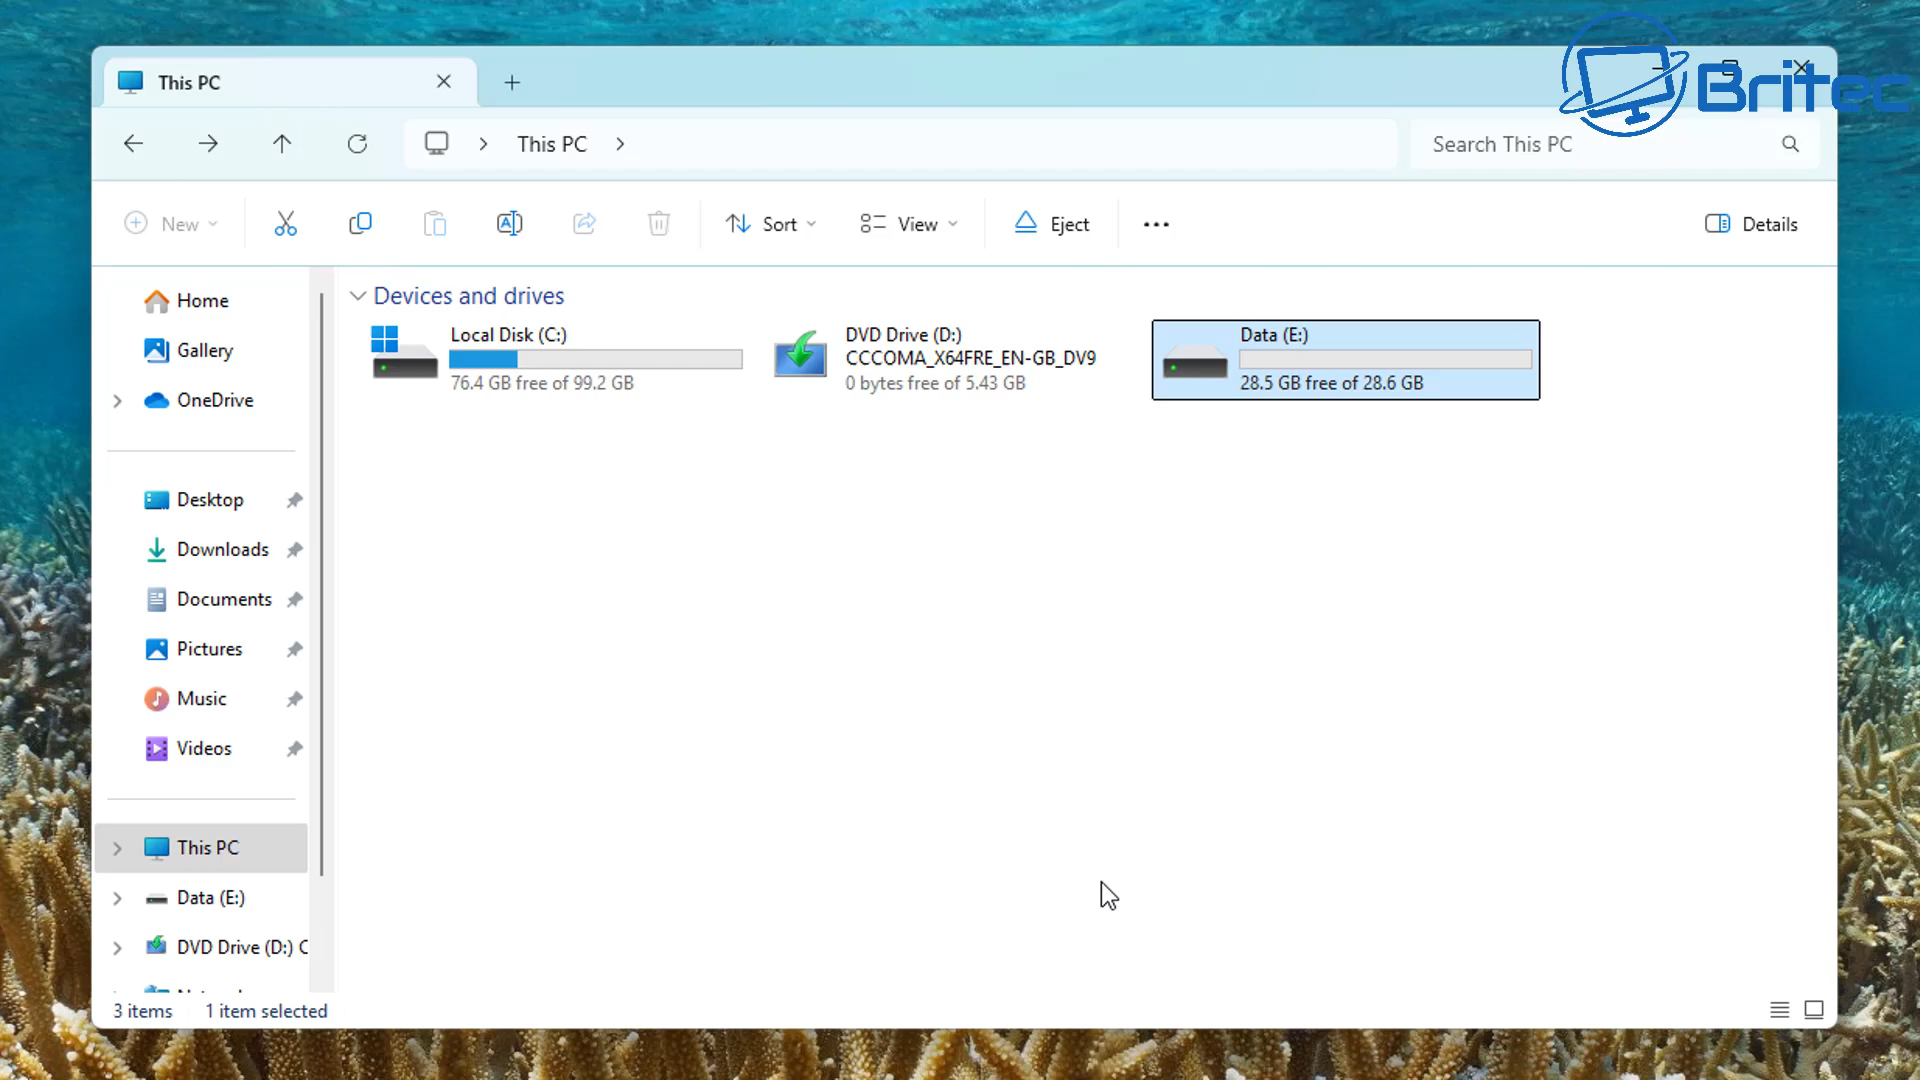 This PC
Britec
This PC
Search This PC
New
Sort
View
Eject
Details
Home
Gallery
OneDrive
Desktop
Downloads
Documents
Pictures
Music
Videos
This PC
Data (E:)
DVD Drive (D:) C
Devices and drives
Local Disk (C:)
76.4 GB free of 99.2 GB
DVD Drive (D:)
CCCOMA_X64FRE_EN-GB_DV9
0 bytes free of 5.43 GB
Data (E:)
28.5 GB free of 28.6 GB
3 items
1 item selected